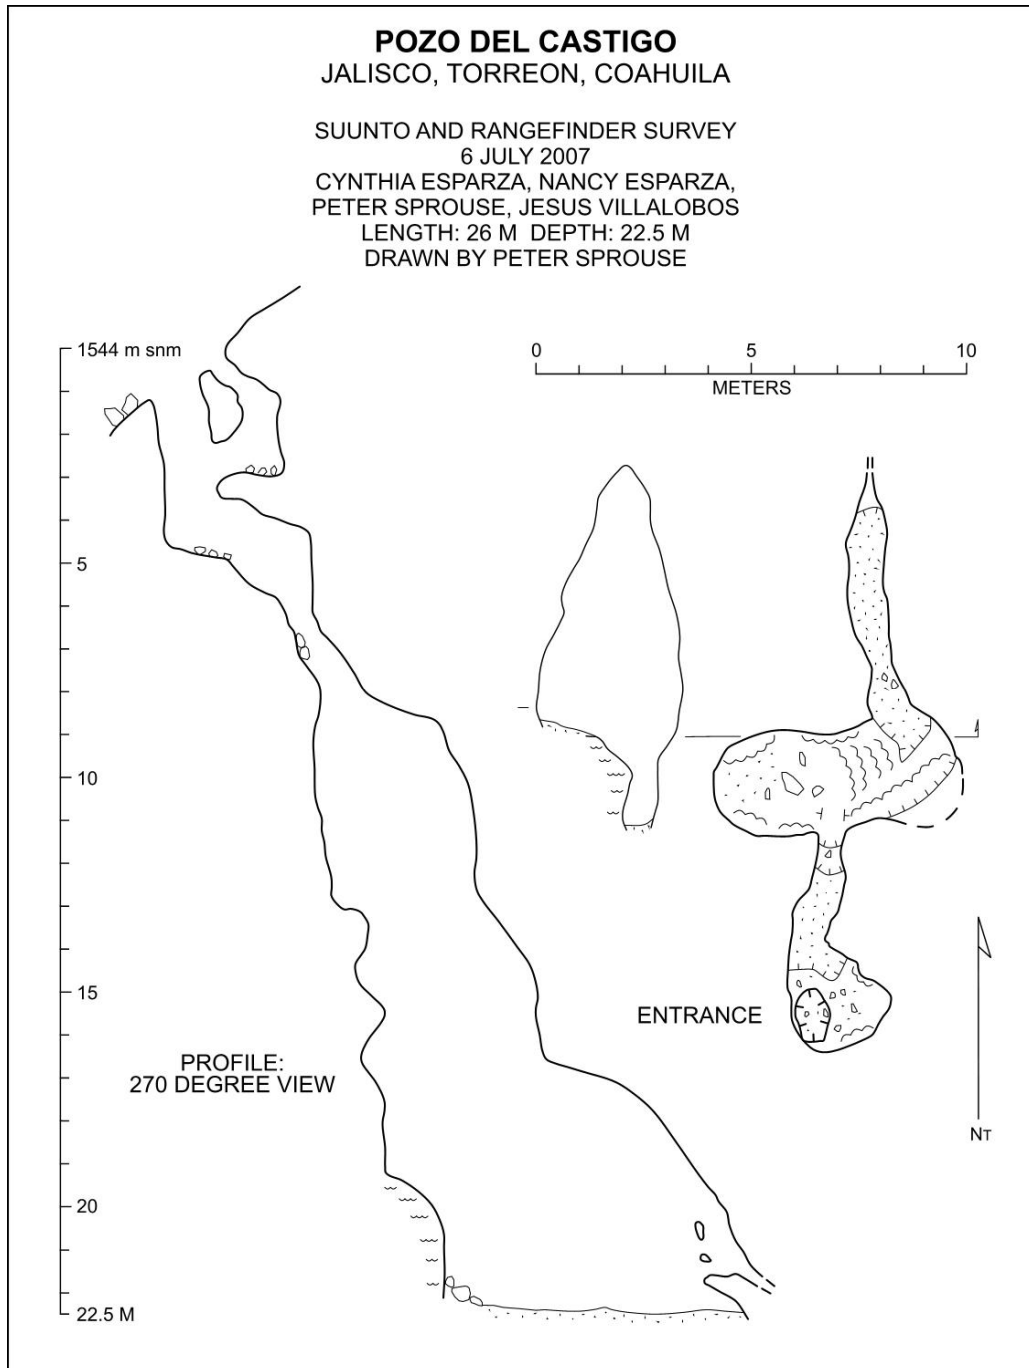 POZO DEL CASTIGO
JALISCO, TORREON, COAHUILA
SUUNTO AND RANGEFINDER SURVEY
6 JULY 2007
CYNTHIA ESPARZA, NANCY ESPARZA,
PETER SPROUSE, JESUS VILLALOBOS
LENGTH: 26 M DEPTH: 22.5 M
DRAWN BY PETER SPROUSE
1544 m snm
0 5 10
METERS
5
10
15
ENTRANCE
PROFILE:
270 DEGREE VIEW
NT
20
22.5 M